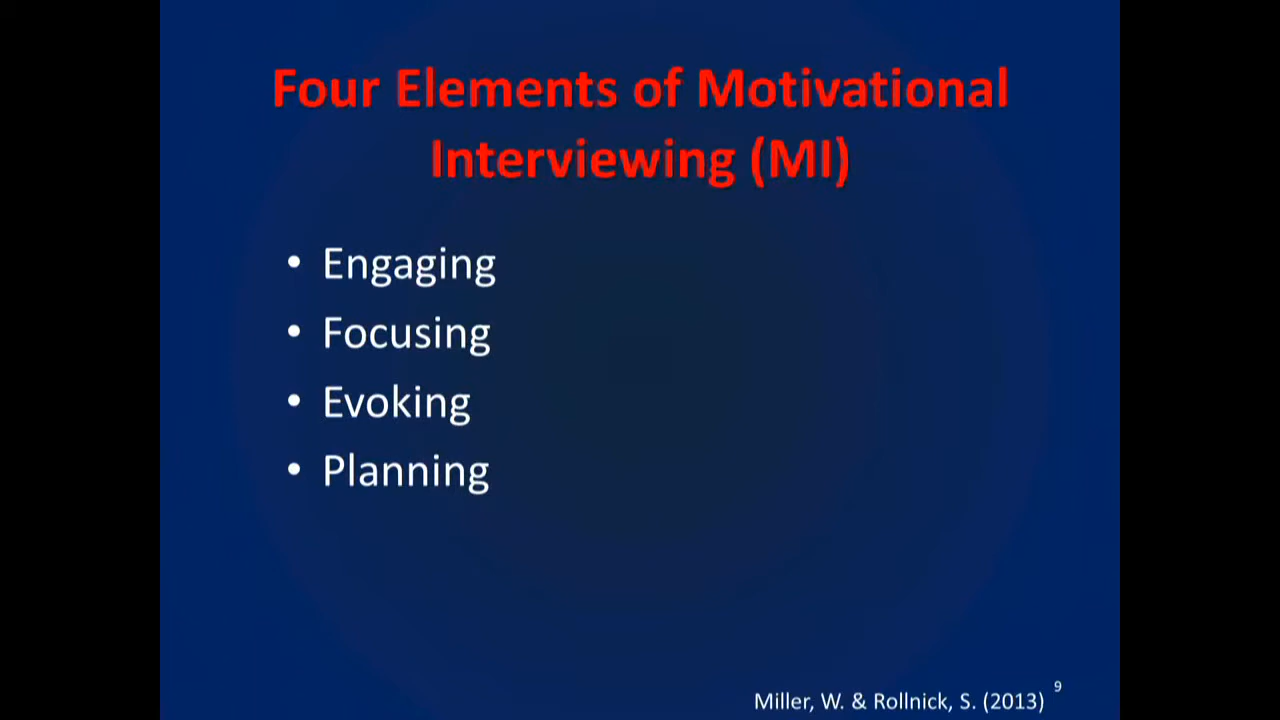 Four Elements of Motivational
Interviewing (MI)
• Engaging
• Focusing
• Evoking
• Planning
9
Miller, W. & Rollnick, S. (2013)